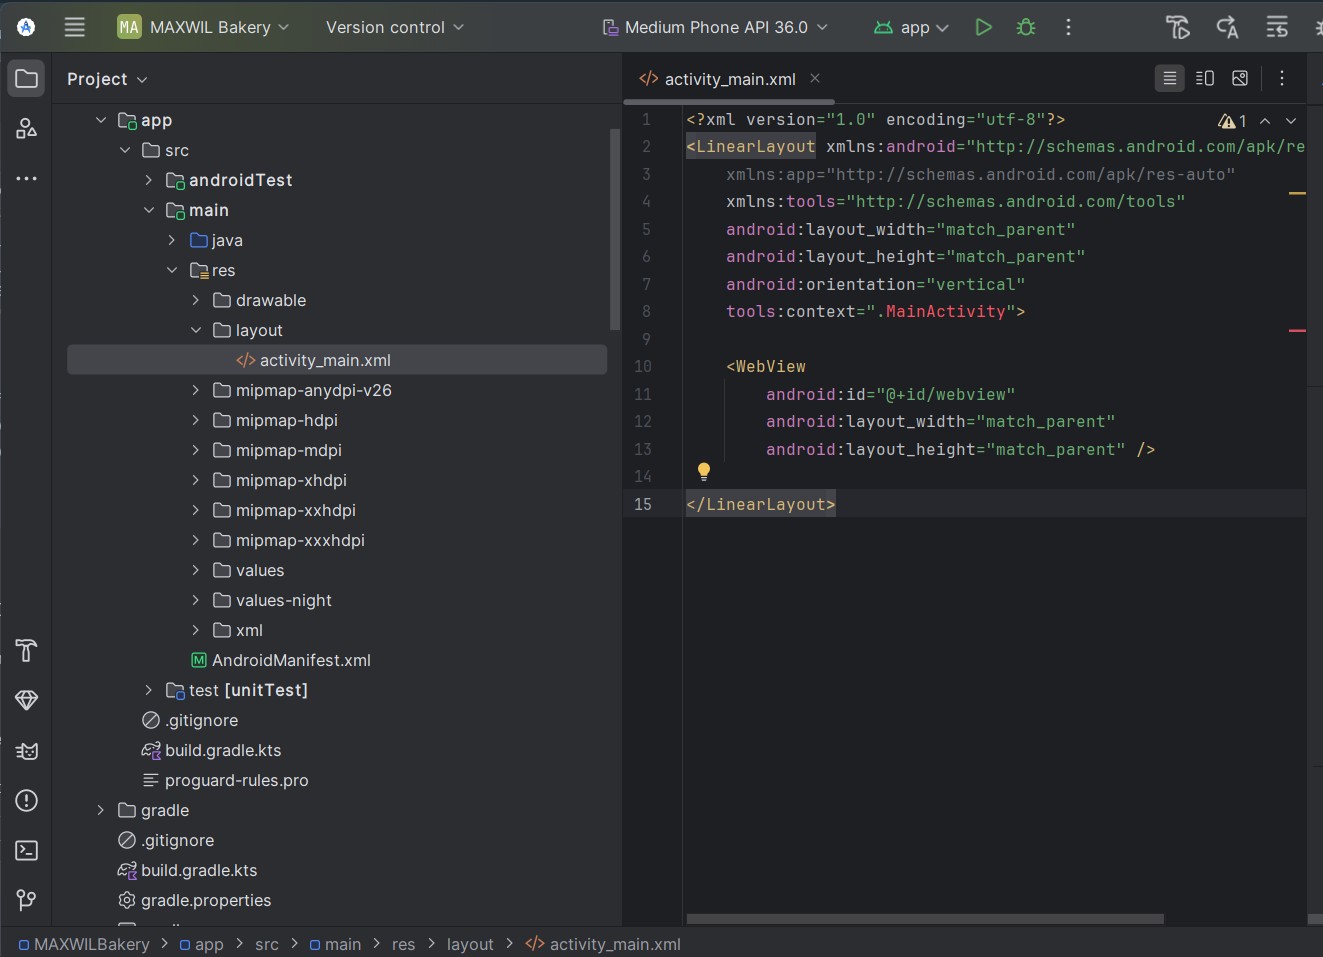 MA MAXWIL Bakery Version control Medium Phone API 36.0 app
Project
app
src
androidTest
main
java
res
drawable
layout
activity_main.xml
mipmap-anydpi-v26
mipmap-hdpi
mipmap-mdpi
mipmap-xhdpi
mipmap-xxhdpi
mipmap-xxxhdpi
values
values-night
xml
AndroidManifest.xml
test [unitTest]
.gitignore
build.gradle.kts
proguard-rules.pro
gradle
.gitignore
build.gradle.kts
gradle.properties
activity_main.xml
1
1 <?xml version="1.0" encoding="utf-8"?>
2 <LinearLayout xmlns:android="http://schemas.android.com/apk/re
3 xmlns:app="http://schemas.android.com/apk/res-auto"
4 xmlns:tools="http://schemas.android.com/tools"
5 android:layout_width="match_parent"
6 android:layout_height="match_parent"
7 android:orientation="vertical"
8 tools:context=".MainActivity">
9
10 <WebView
11 android:id="@+id/webview"
12 android:layout_width="match_parent"
13 android:layout_height="match_parent" />
14
15 </LinearLayout>
MAXWILBakery > app > src > main > res > layout > activity_main.xml